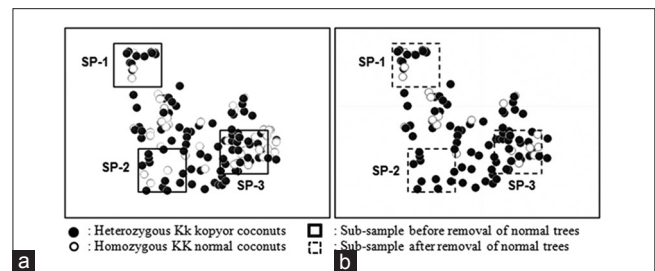 SP-1
SP-2
SP-3
SP-1
SP-2
SP-3
● : Heterozygous Kk kopyor coconuts
: Sub-sample before removal of normal trees
○ : Homozygous KK normal coconuts
: Sub-sample after removal of normal trees
a
b